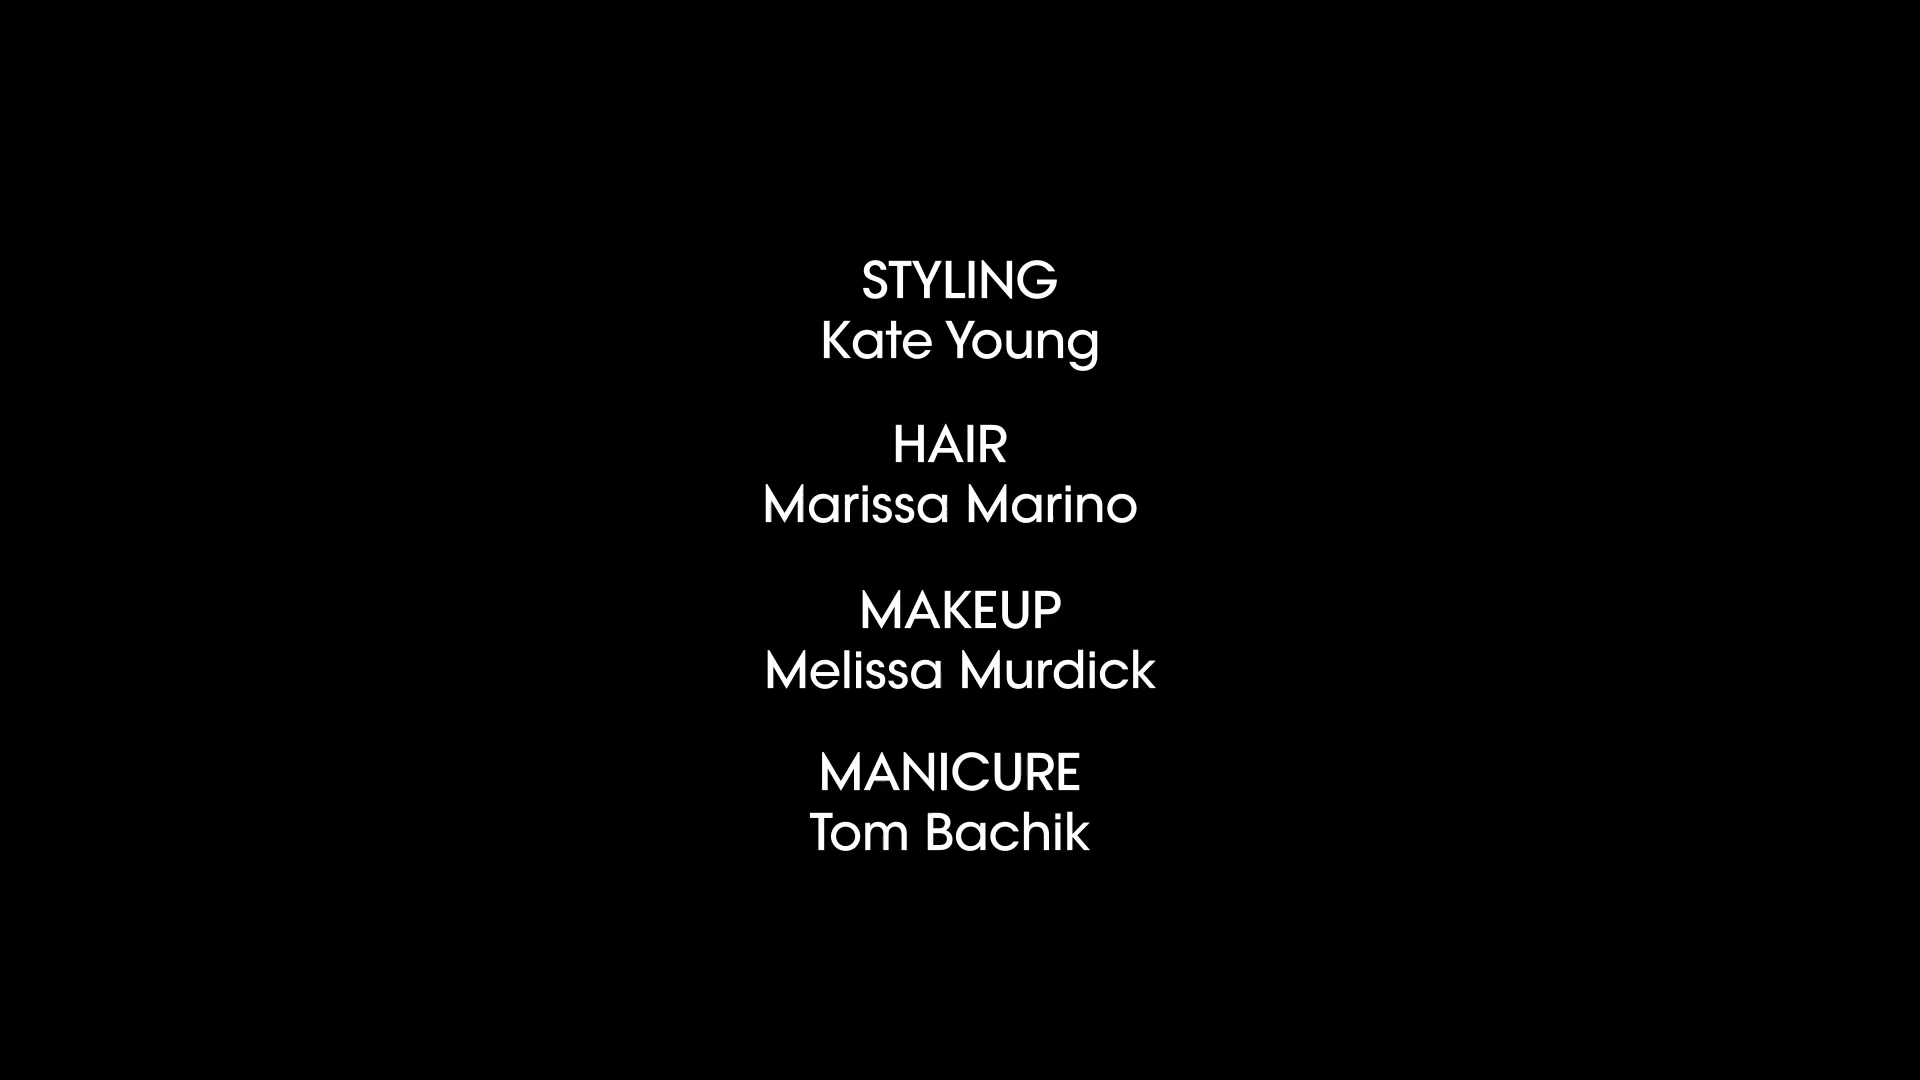 STYLING
Kate Young
HAIR
Marissa Marino
MAKEUP
Melissa Murdick
MANICURE
Tom Bachik